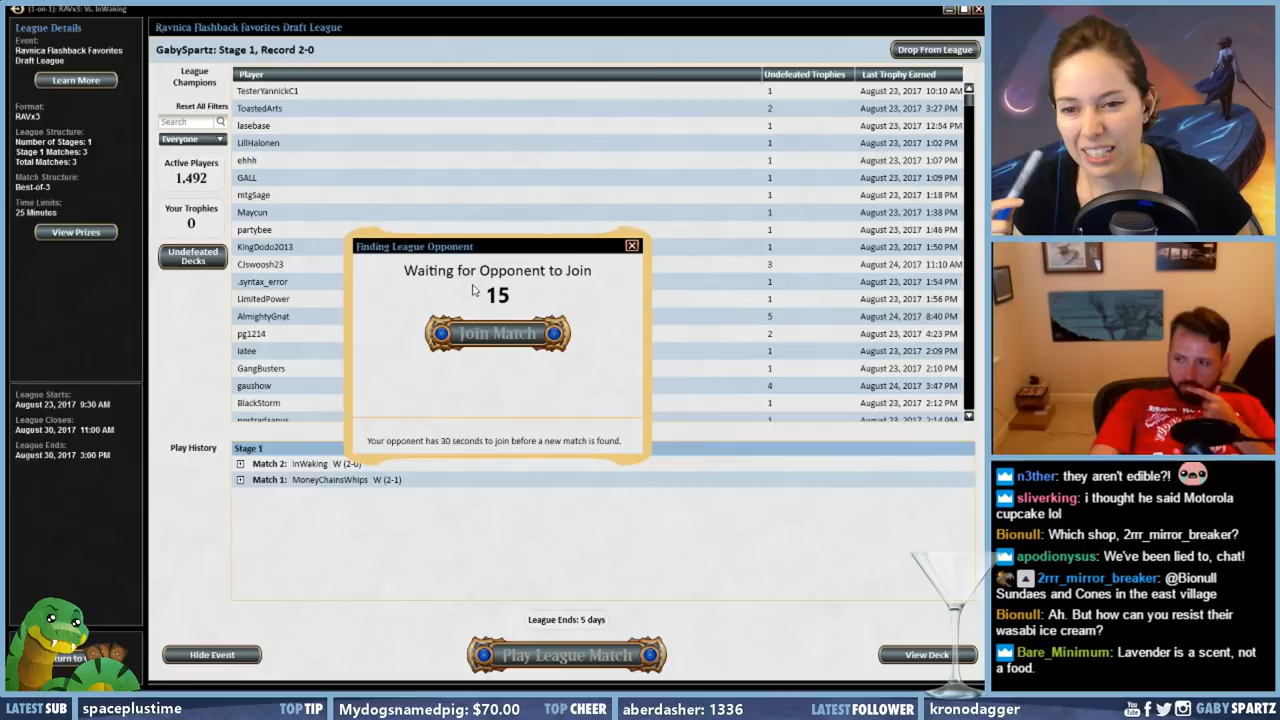 (1-on-1): RAVx3: Vs. InWaking
League Details
Event:
Ravnica Flashback Favorites
Draft League
Learn More
Format:
RAVx3
League Structure:
Number of Stages: 1
Stage 1 Matches: 3
Total Matches: 3
Match Structure:
Best-of-3
Time Limits:
25 Minutes
View Prizes
League Starts:
August 23, 2017 9:30 AM
League Closes:
August 30, 2017 11:00 AM
League Ends:
August 30, 2017 3:00 PM
Ravnica Flashback Favorites Draft League
GabySpartz: Stage 1, Record 2-0
Drop From League
League
Champions
Reset All Filters
Search
Everyone
Active Players
1,492
Your Trophies
0
Undefeated
Decks
Player Undefeated Trophies Last Trophy Earned
TesterYannickC1 1 August 23, 2017 10:10 AM
ToastedArts 2 August 23, 2017 3:27 PM
lasebase 1 August 23, 2017 12:54 PM
LillHalonen 1 August 23, 2017 1:02 PM
ehhh 1 August 23, 2017 1:07 PM
GALL 1 August 23, 2017 1:09 PM
mtgSage 1 August 23, 2017 1:18 PM
Maycun 1 August 23, 2017 1:38 PM
partybee 1 August 23, 2017 1:46 PM
KingDodo2013 1 August 23, 2017 1:50 PM
CJswoosh23 3 August 24, 2017 11:10 AM
.syntax_error 1 August 23, 2017 1:54 PM
LimitedPower 1 August 23, 2017 1:56 PM
AlmightyGnat 5 August 24, 2017 8:40 PM
pg1214 2 August 23, 2017 4:23 PM
iatee 1 August 23, 2017 2:09 PM
GangBusters 1 August 23, 2017 2:10 PM
gaushow 4 August 24, 2017 3:47 PM
BlackStorm 1 August 23, 2017 2:12 PM
Finding League Opponent
Waiting for Opponent to Join
15
Join Match
Your opponent has 30 seconds to join before a new match is found.
Play History
Stage 1
Match 2: InWaking W (2-0)
Match 1: MoneyChainsWhips W (2-1)
League Ends: 5 days
Hide Event
Play League Match
View Deck
n3ther: they aren't edible?!
sliverking: i thought he said Motorola
cupcake lol
Bionull: Which shop, 2rrr_mirror_breaker?
apodionysus: We've been lied to, chat!
2rrr_mirror_breaker: @Bionull
Sundaes and Cones in the east village
Bionull: Ah. But how can you resist their
wasabi ice cream?
Bare_Minimum: Lavender is a scent, not
a food.
LATEST SUB spaceplustime TOP TIP Mydogsnamedpig: $70.00 TOP CHEER aberdasher: 1336 LATEST FOLLOWER kronodagger You Tube GABY SPARTZ